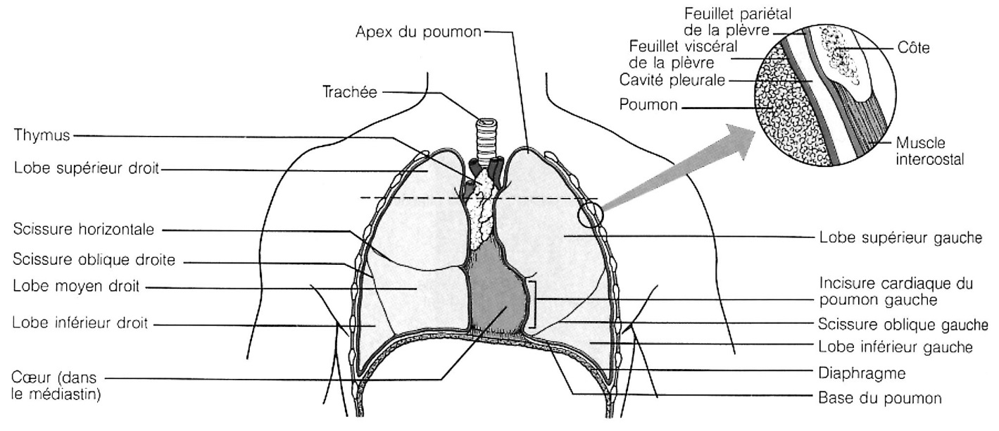 Feuillet pariétal
de la plèvre
Feuillet viscéral
de la plèvre
Cavité pleurale
Poumon
Côte
Muscle
intercostal
Apex du poumon
Trachée
Thymus
Lobe supérieur droit
Scissure horizontale
Scissure oblique droite
Lobe moyen droit
Lobe inférieur droit
Cœur (dans
le médiastin)
Lobe supérieur gauche
Incisure cardiaque du
poumon gauche
Scissure oblique gauche
Lobe inférieur gauche
Diaphragme
Base du poumon